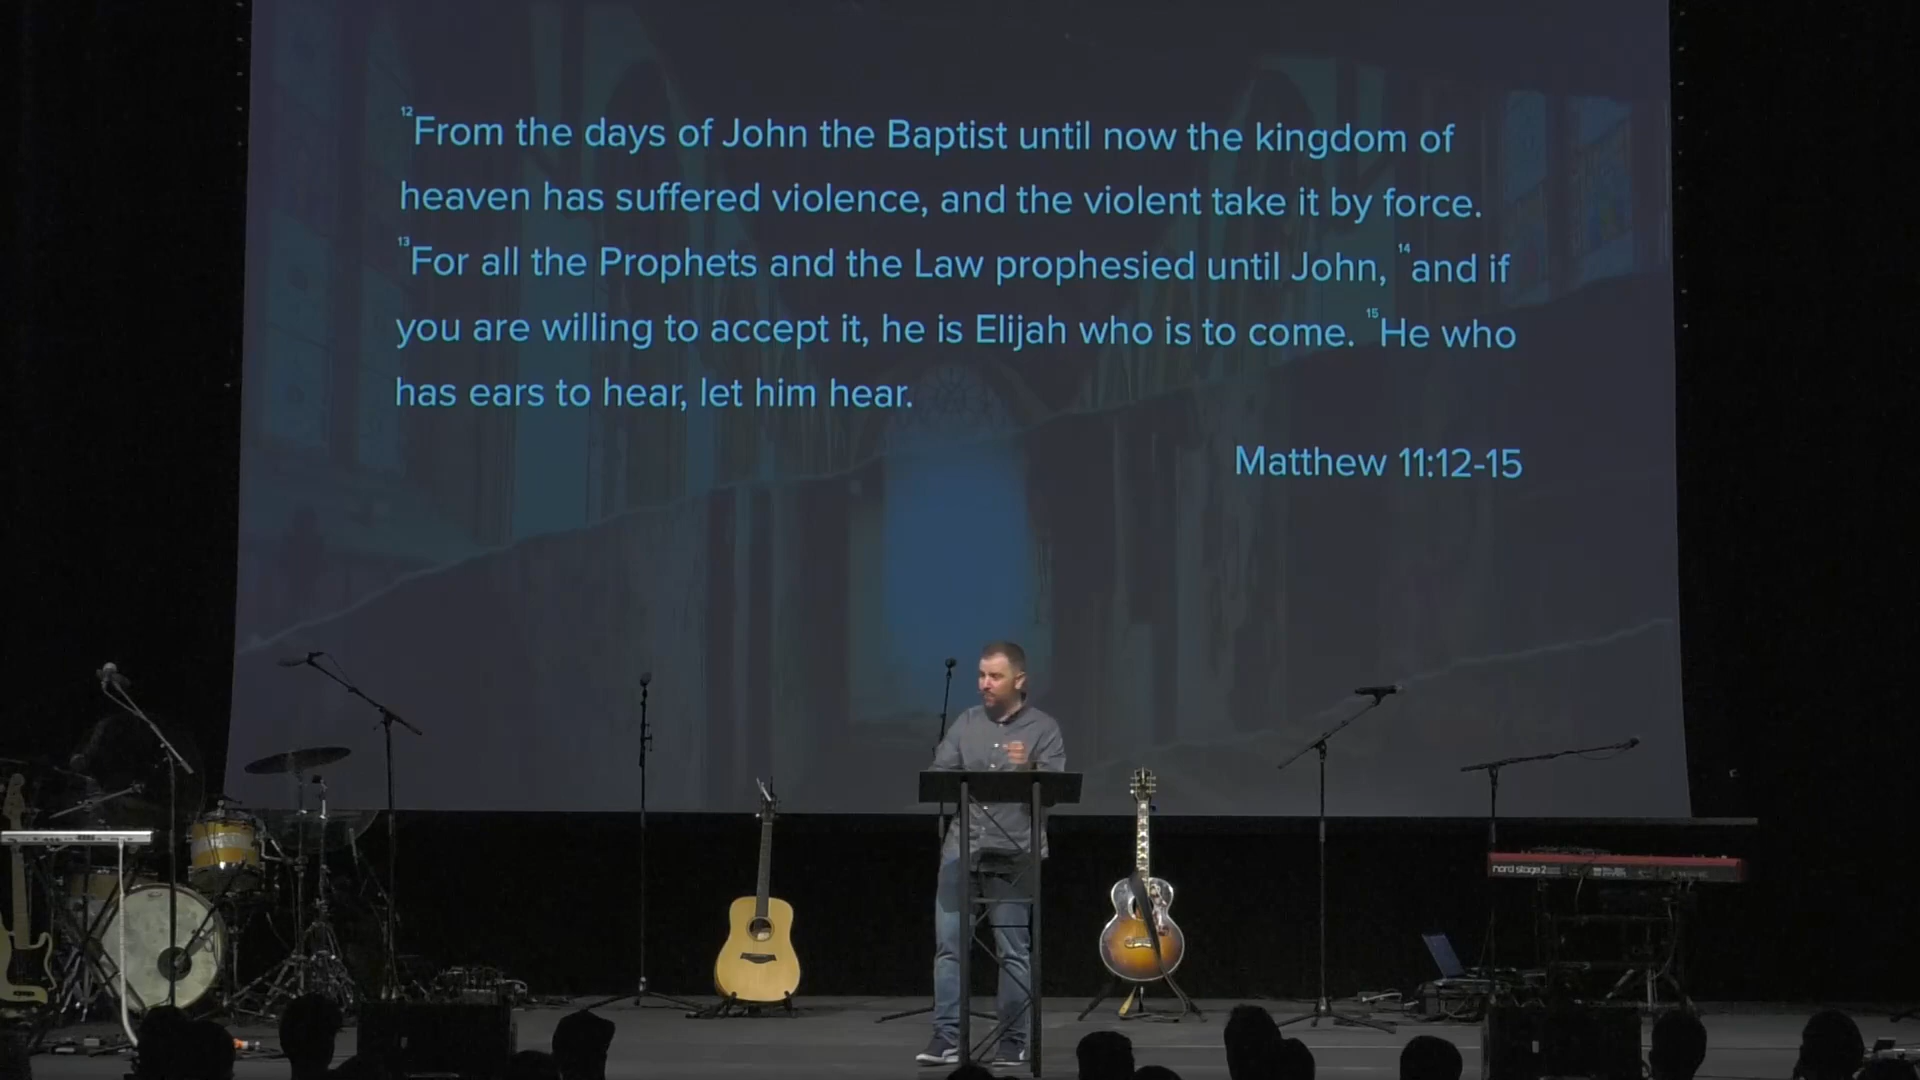 ¹²From the days of John the Baptist until now the kingdom of
heaven has suffered violence, and the violent take it by force.
¹³For all the Prophets and the Law prophesied until John, ¹⁴and if
you are willing to accept it, he is Elijah who is to come. ¹⁵He who
has ears to hear, let him hear.
Matthew 11:12-15
nord stage 2